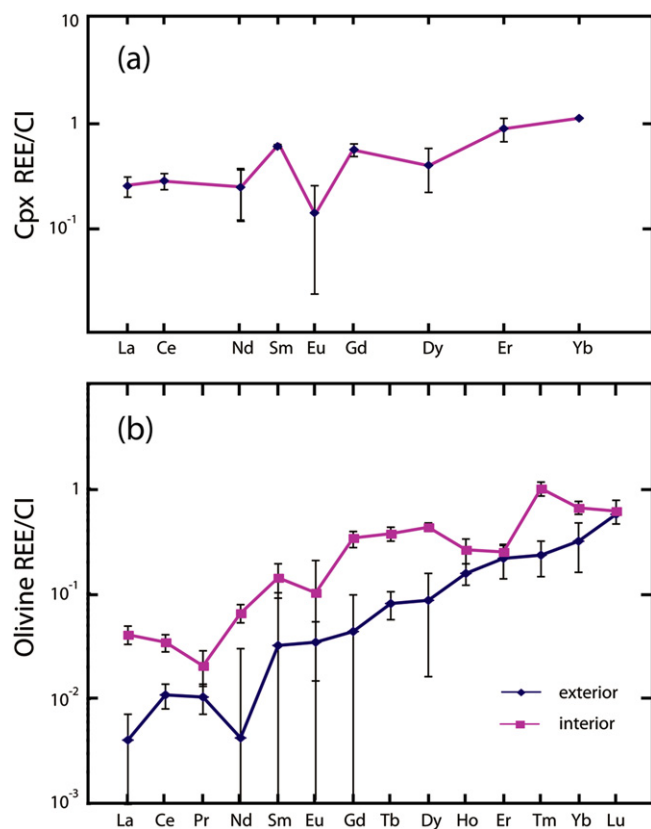 10
(a)
1
10-1
Cpx REE/CI
La Ce Nd Sm Eu Gd Dy Er Yb
(b)
1
10-1
10-2
10-3
Olivine REE/CI
exterior
interior
La Ce Pr Nd Sm Eu Gd Tb Dy Ho Er Tm Yb Lu